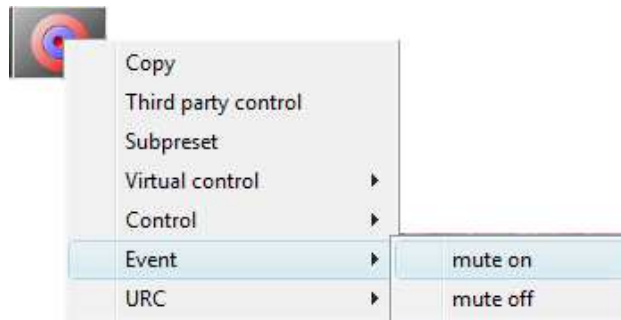 Copy
Third party control
Subpreset
Virtual control
Control
Event
mute on
URC
mute off